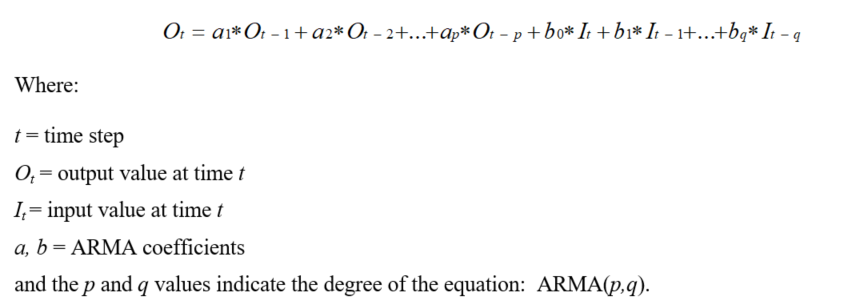 Oₜ = a₁*Oₜ₋₁+a₂*Oₜ₋₂+...+aₚ*Oₜ₋ₚ+b₀*Iₜ+b₁*Iₜ₋₁+...+b_q*Iₜ₋q
Where:
t = time step
Oₜ = output value at time t
Iₜ= input value at time t
a, b = ARMA coefficients
and the p and q values indicate the degree of the equation:  ARMA(p,q).